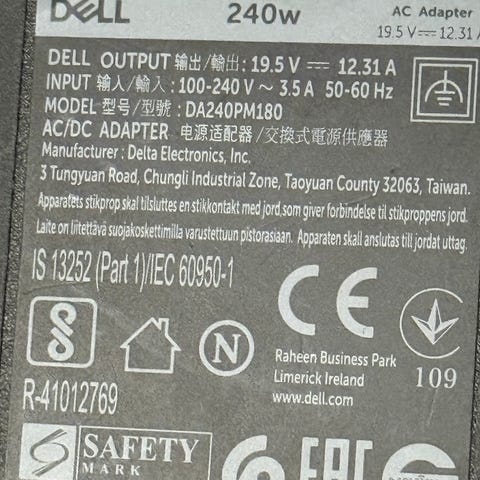 DELL 240w AC Adapter
19.5 V⎓ 12.31
DELL OUTPUT 输出/輸出: 19.5 V ⎓ 12.31 A
INPUT 输入/輸入 : 100-240 V ~ 3.5 A 50-60 Hz
MODEL 型号/型號 : DA240PM180
AC/DC ADAPTER 电源适配器/交換式電源供應器
Manufacturer : Delta Electronics, Inc.
3 Tungyuan Road, Chungli Industrial Zone, Taoyuan County 32063, Taiwan.
Apparatets stikprop skal tilsluttes en stikkontakt med jord, som giver forbindelse til stikproppens jord.
Laite on liitettävä suojakoskettimilla varustettuun pistorasiaan. Apparaten skall anslutas till jordat uttag.
IS 13252 (Part 1)/IEC 60950-1
CE
N
Raheen Business Park
Limerick Ireland
www.dell.com
109
R-41012769
S SAFETY
MARK
EAC